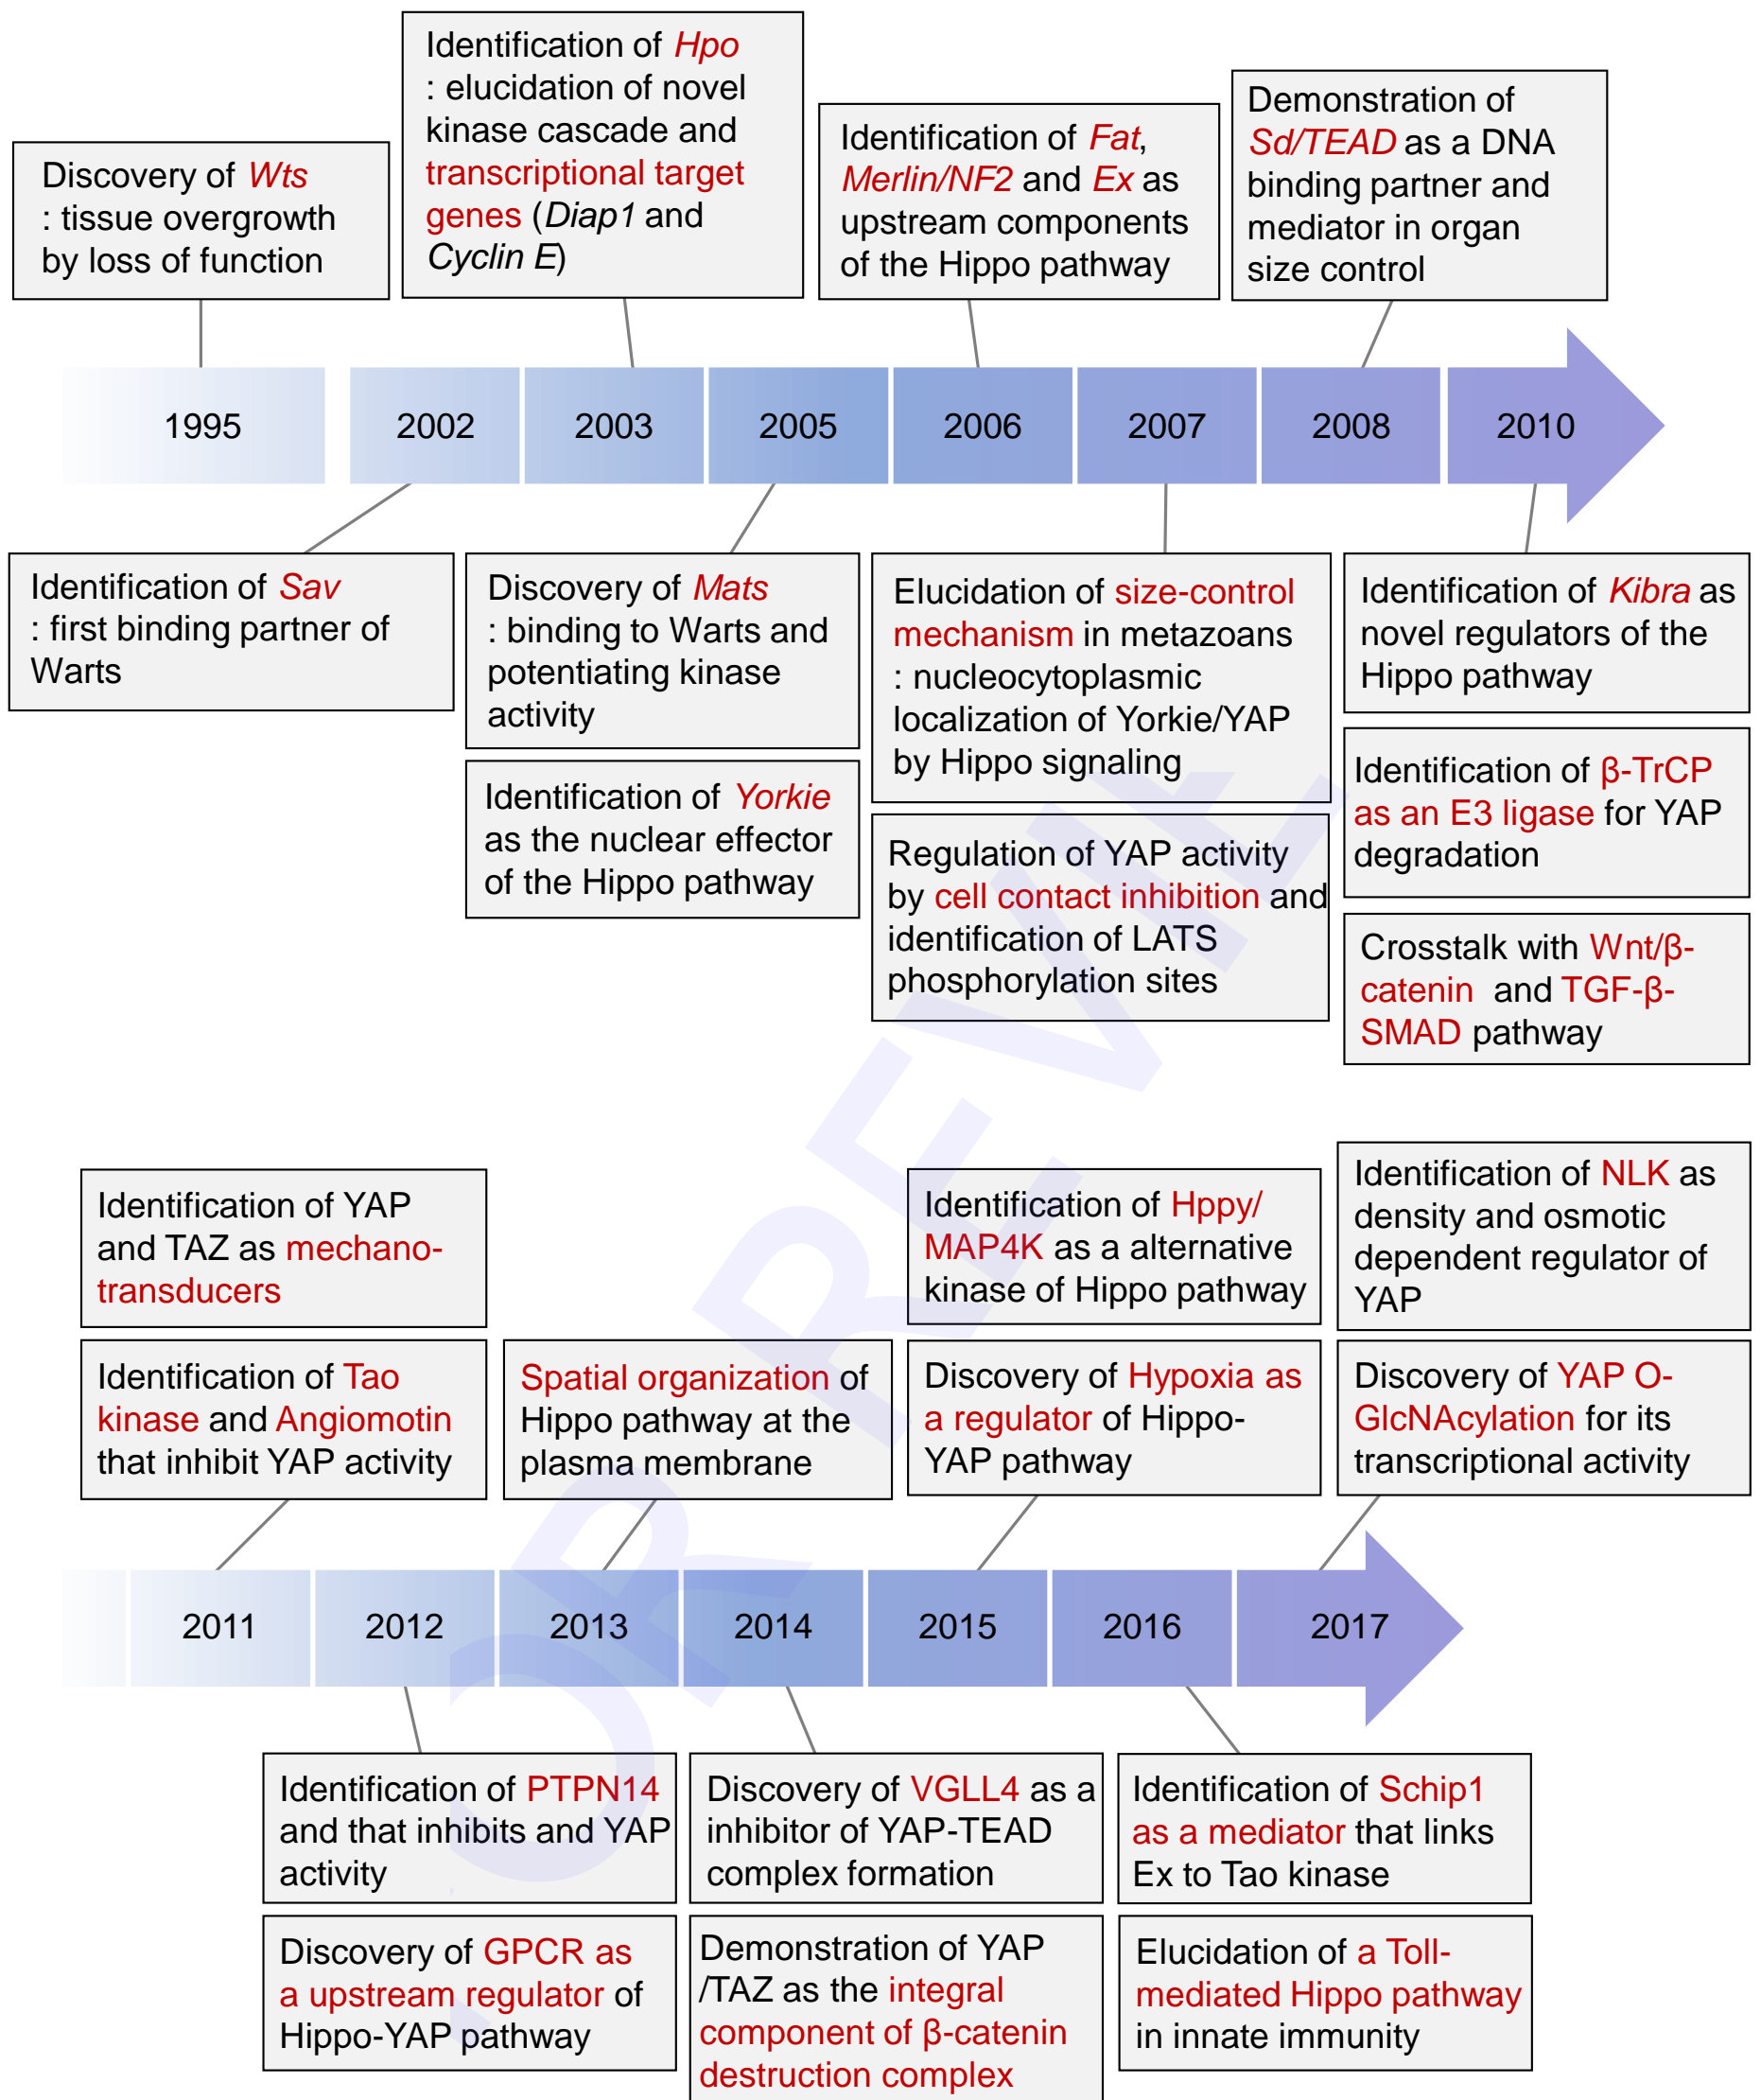 Identification of Hpo
: elucidation of novel
kinase cascade and
transcriptional target
genes (Diap1 and
Cyclin E)
Demonstration of
Sd/TEAD as a DNA
binding partner and
mediator in organ
size control
Identification of Fat,
Merlin/NF2 and Ex as
upstream components
of the Hippo pathway
Discovery of Wts
: tissue overgrowth
by loss of function
1995
2002
2003
2005
2006
2007
2008
2010
Identification of Sav
: first binding partner of
Warts
Discovery of Mats
: binding to Warts and
potentiating kinase
activity
Identification of Yorkie
as the nuclear effector
of the Hippo pathway
Elucidation of size-control
mechanism in metazoans
: nucleocytoplasmic
localization of Yorkie/YAP
by Hippo signaling
Regulation of YAP activity
by cell contact inhibition and
identification of LATS
phosphorylation sites
Identification of Kibra as
novel regulators of the
Hippo pathway
Identification of β-TrCP
as an E3 ligase for YAP
degradation
Crosstalk with Wnt/β-
catenin and TGF-β-
SMAD pathway
Identification of YAP
and TAZ as mechano-
transducers
Identification of Tao
kinase and Angiomotin
that inhibit YAP activity
Spatial organization of
Hippo pathway at the
plasma membrane
Identification of Hppy/
MAP4K as a alternative
kinase of Hippo pathway
Discovery of Hypoxia as
a regulator of Hippo-
YAP pathway
Identification of NLK as
density and osmotic
dependent regulator of
YAP
Discovery of YAP O-
GlcNAcylation for its
transcriptional activity
2011
2012
2013
2014
2015
2016
2017
Identification of PTPN14
and that inhibits and YAP
activity
Discovery of GPCR as
a upstream regulator of
Hippo-YAP pathway
Discovery of VGLL4 as a
inhibitor of YAP-TEAD
complex formation
Demonstration of YAP
/TAZ as the integral
component of β-catenin
destruction complex
Identification of Schip1
as a mediator that links
Ex to Tao kinase
Elucidation of a Toll-
mediated Hippo pathway
in innate immunity